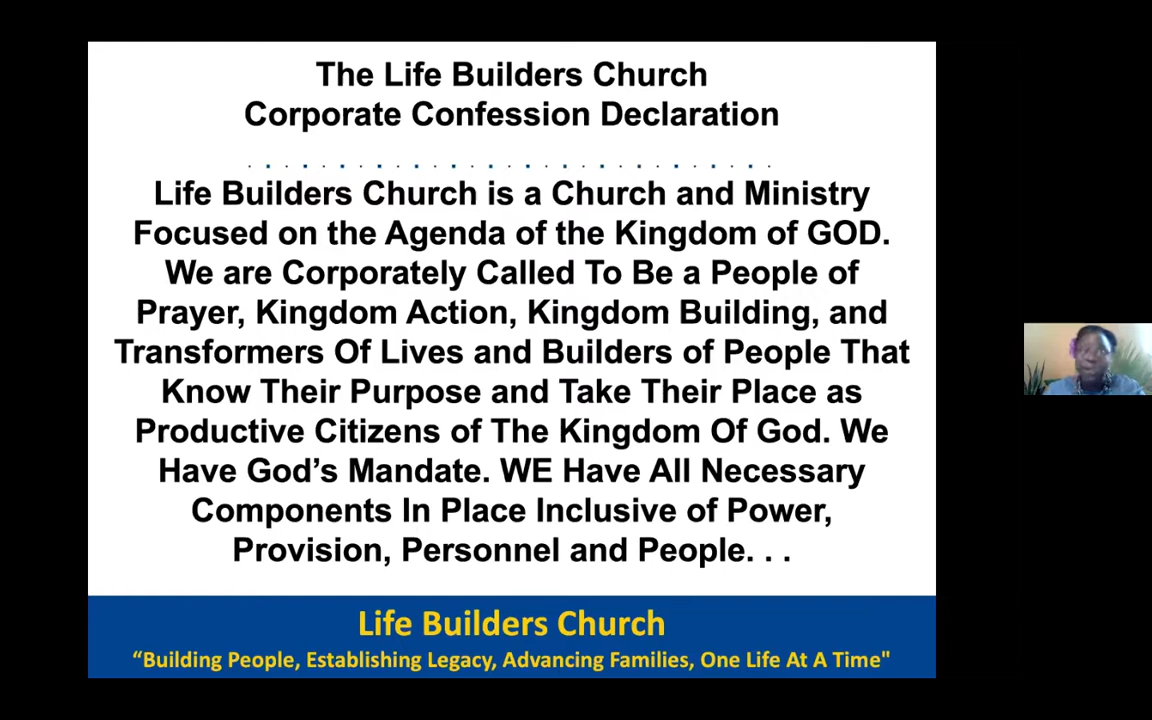 The Life Builders Church
Corporate Confession Declaration
Life Builders Church is a Church and Ministry
Focused on the Agenda of the Kingdom of GOD.
We are Corporately Called To Be a People of
Prayer, Kingdom Action, Kingdom Building, and
Transformers Of Lives and Builders of People That
Know Their Purpose and Take Their Place as
Productive Citizens of The Kingdom Of God. We
Have God’s Mandate. WE Have All Necessary
Components In Place Inclusive of Power,
Provision, Personnel and People. . .
Life Builders Church
“Building People, Establishing Legacy, Advancing Families, One Life At A Time"